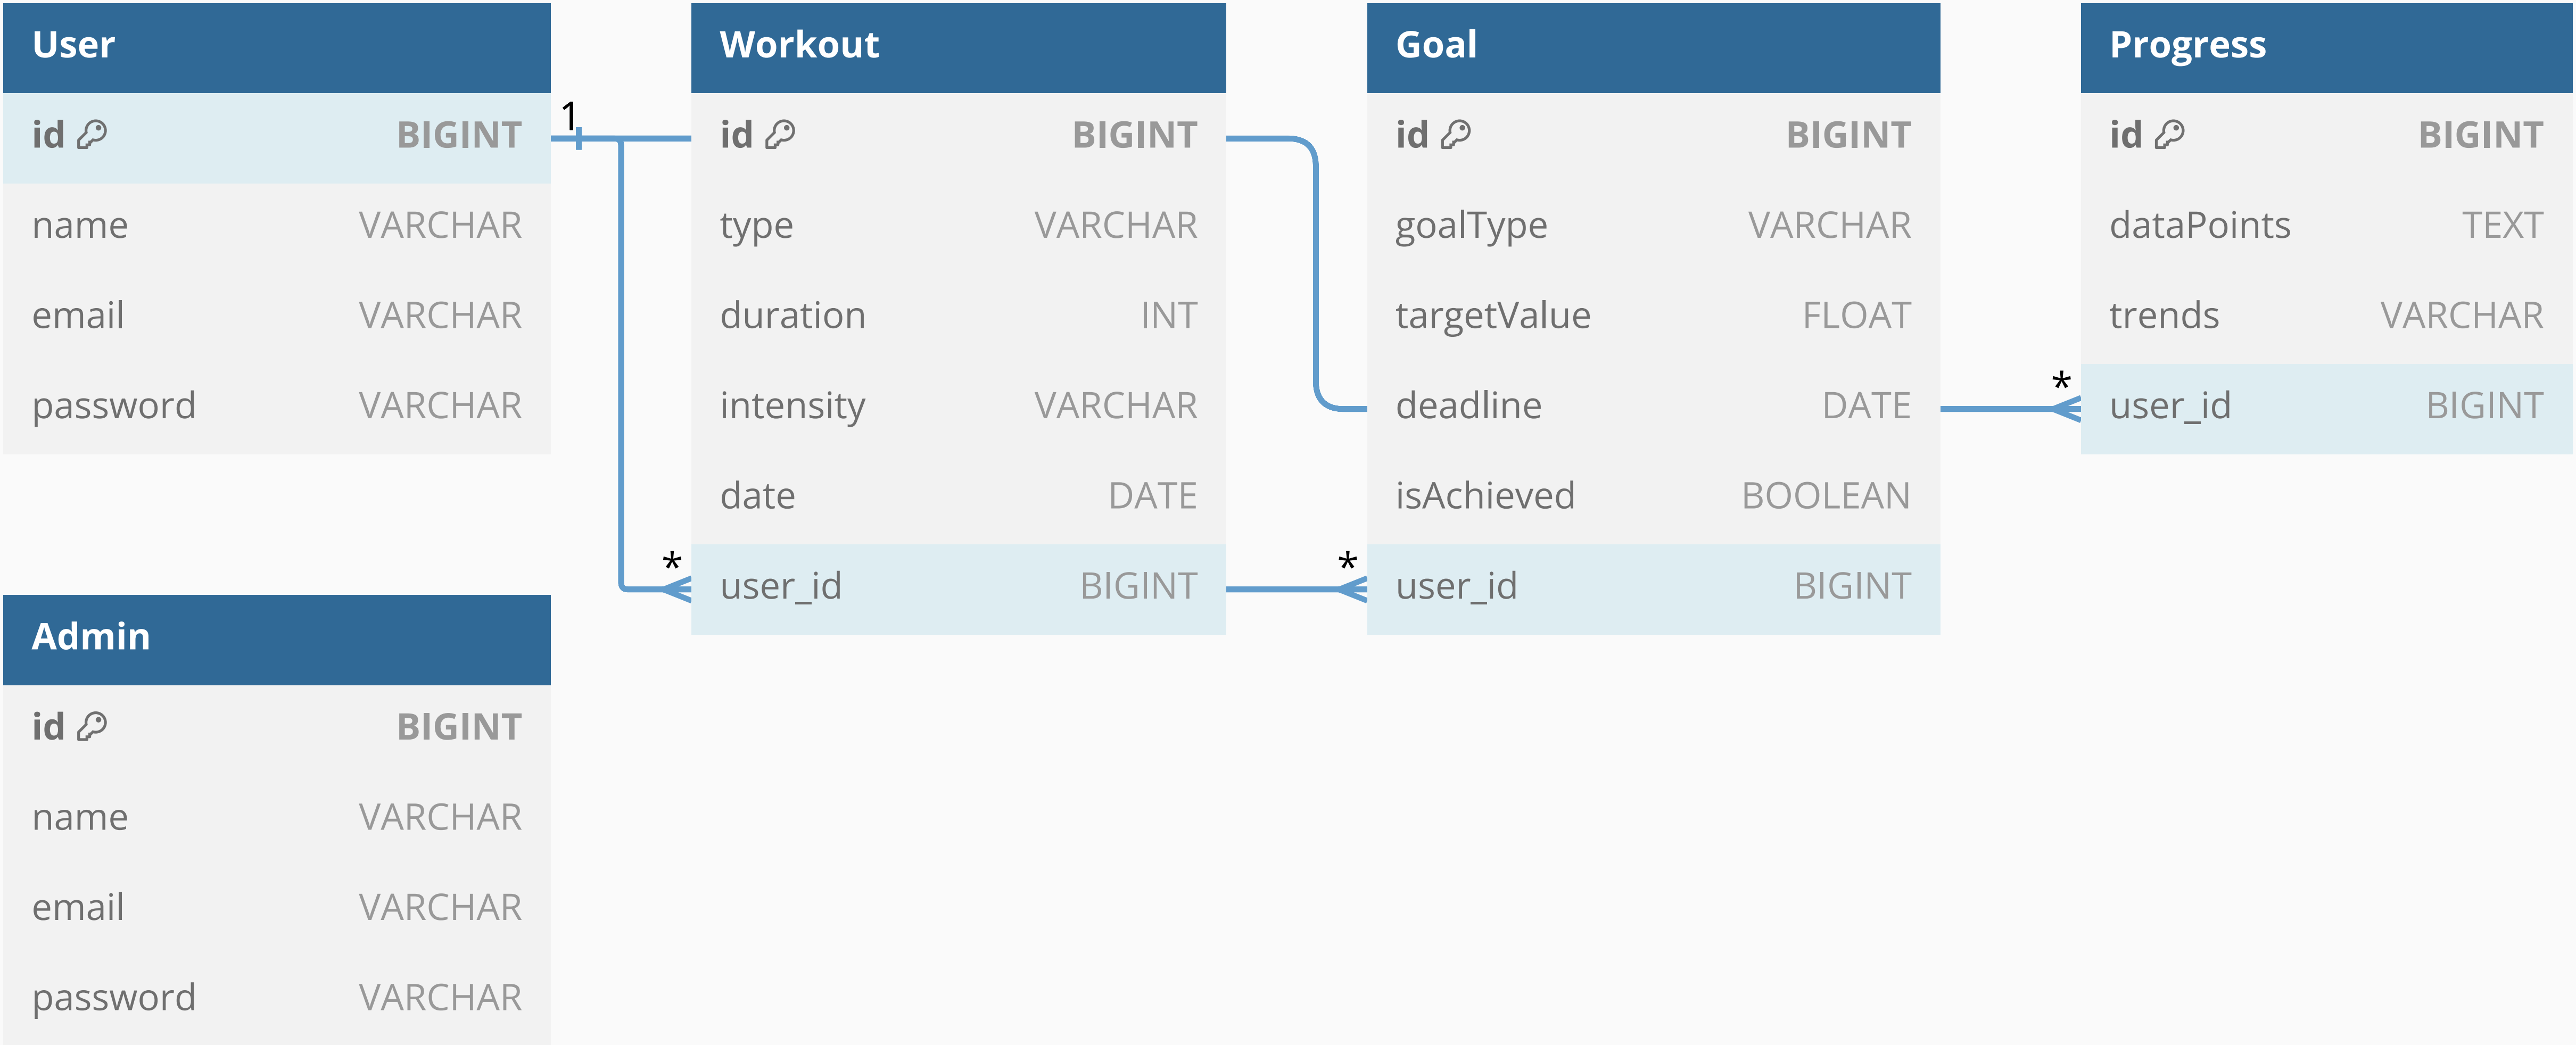 User
id BIGINT
name VARCHAR
email VARCHAR
password VARCHAR
1
*
Workout
id BIGINT
type VARCHAR
duration INT
intensity VARCHAR
date DATE
user_id BIGINT
*
Goal
id BIGINT
goalType VARCHAR
targetValue FLOAT
deadline DATE
isAchieved BOOLEAN
user_id BIGINT
*
Progress
id BIGINT
dataPoints TEXT
trends VARCHAR
user_id BIGINT
Admin
id BIGINT
name VARCHAR
email VARCHAR
password VARCHAR